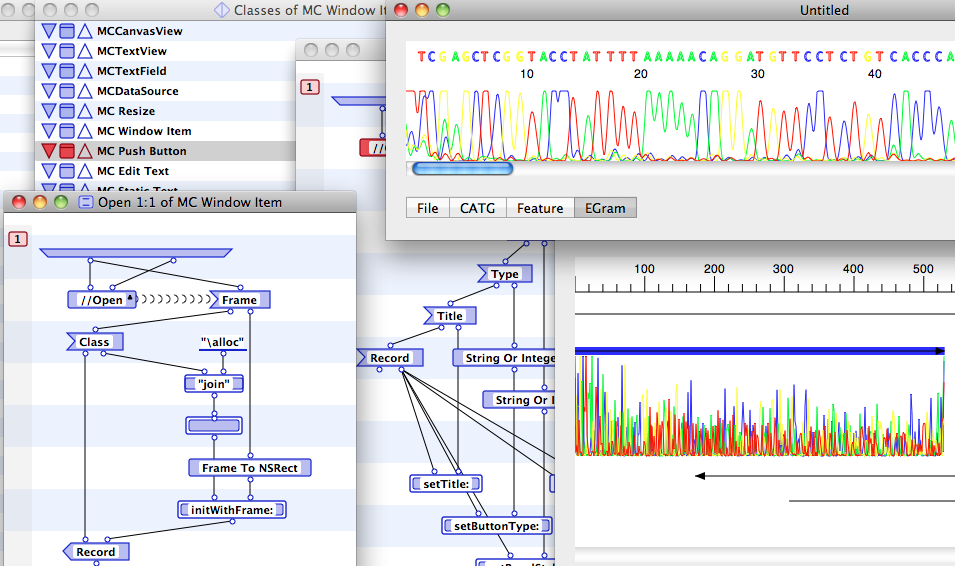 Classes of MC Window It
MCCanvasView
MCTextView
MCTextField
MCDataSource
MC Resize
MC Window Item
MC Push Button
MC Edit Text
MC Static Text
1
Untitled
TCGAGCTCGGTACCTATTTTAAAAACAGGATGTTCCTCTGTCACCCA
10 20 30 40
File CATG Feature EGram
Open 1:1 of MC Window Item
1
//Open Frame
Class "\alloc"
"join"
Frame To NSRect
initWithFrame:
Record
Type
Title
Record String Or Intege
String Or I
setTitle:
setButtonType:
100 200 300 400 500